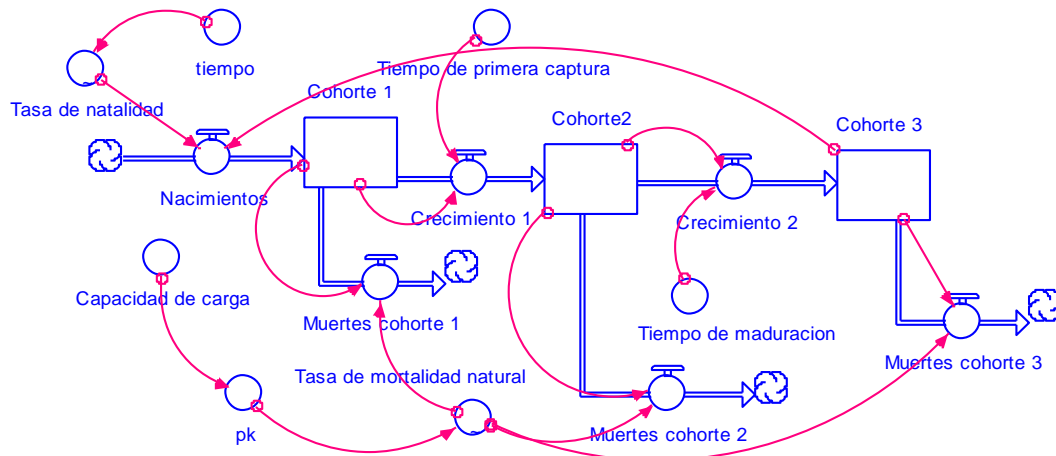 tiempo
Tiempo de primera captura
Tasa de natalidad
Cohorte 1
Cohorte2
Cohorte 3
Nacimientos
Crecimiento 1
Crecimiento 2
Capacidad de carga
Muertes cohorte 1
Tiempo de maduracion
Muertes cohorte 3
Tasa de mortalidad natural
pk
Muertes cohorte 2